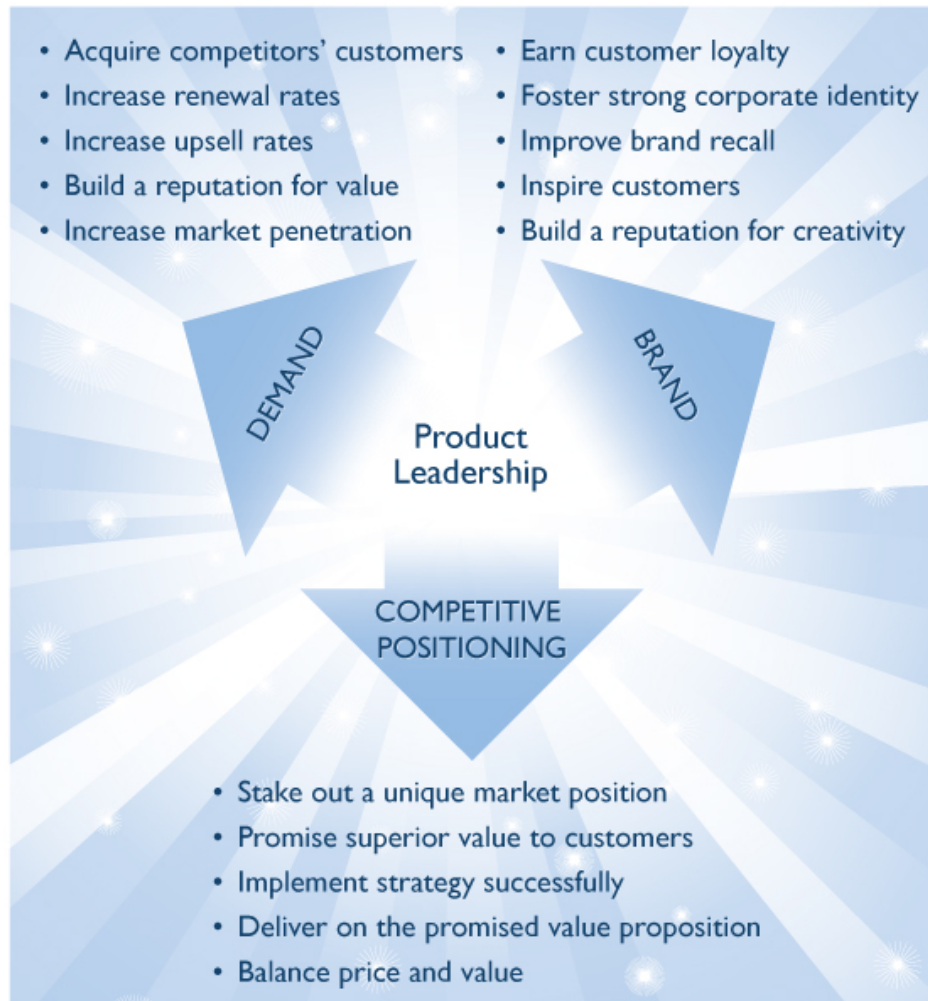 • Acquire competitors' customers
• Increase renewal rates
• Increase upsell rates
• Build a reputation for value
• Increase market penetration
• Earn customer loyalty
• Foster strong corporate identity
• Improve brand recall
• Inspire customers
• Build a reputation for creativity
DEMAND
BRAND
Product
Leadership
COMPETITIVE
POSITIONING
• Stake out a unique market position
• Promise superior value to customers
• Implement strategy successfully
• Deliver on the promised value proposition
• Balance price and value